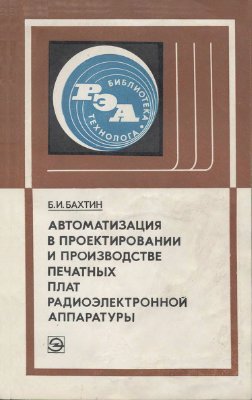 БИБЛИОТЕКА
РЭА
ТЕХНОЛОГА
Б.И.БАХТИН
АВТОМАТИЗАЦИЯ
В ПРОЕКТИРОВАНИИ
И ПРОИЗВОДСТВЕ
ПЕЧАТНЫХ
ПЛАТ
РАДИОЭЛЕКТРОННОЙ
АППАРАТУРЫ